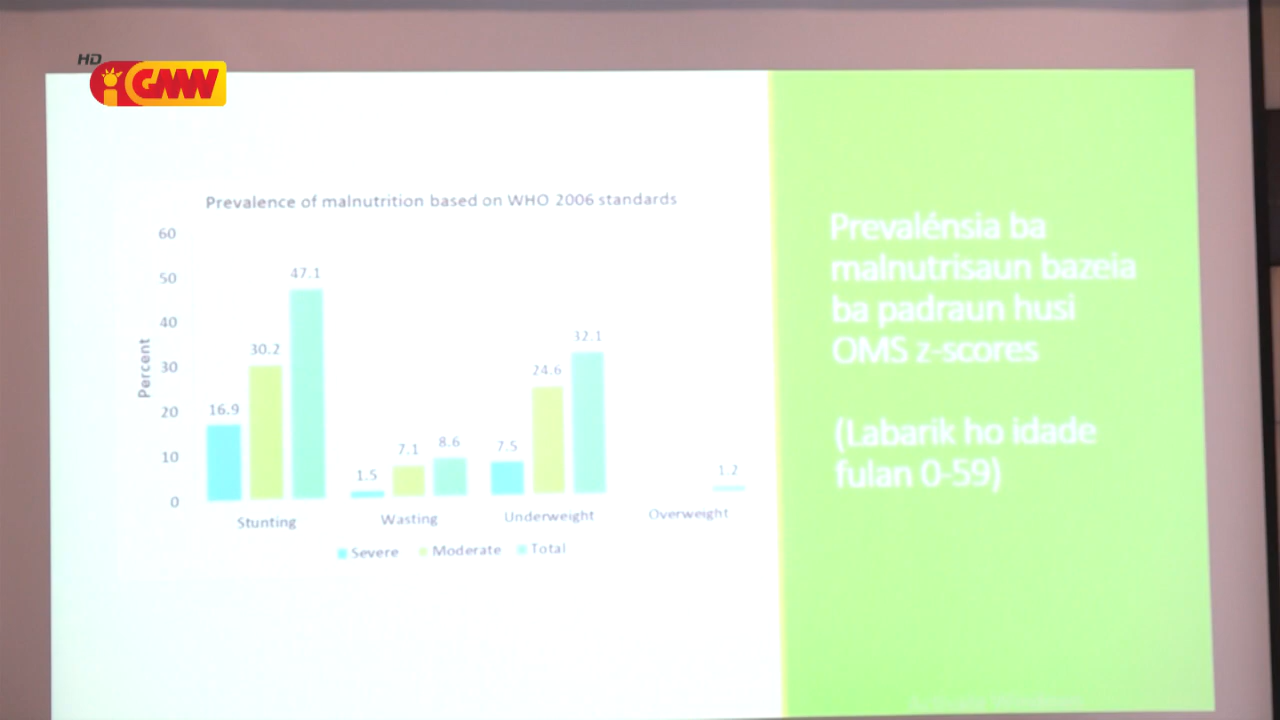 HD
GMN
Prevalence of malnutrition based on WHO 2006 standards
60
50
40
30
20
10
0
Percent
16.9
30.2
47.1
1.5
7.1
8.6
7.5
24.6
32.1
1.2
Stunting
Wasting
Underweight
Overweight
Severe
Moderate
Total
Prevalénsia ba
malnutrisaun bazeia
ba padraun husi
OMS z-scores
(Labarik ho idade
fulan 0-59)